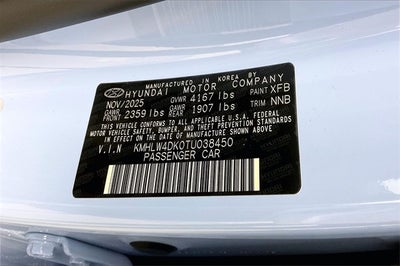 MANUFACTURED IN KOREA BY
HYUNDAI MOTOR COMPANY
NOV/2025 GVWR 4167 lbs PAINT XFB
GAWR FRONT 2359 lbs GAWR REAR 1907 lbs TRIM NNB
THIS VEHICLE CONFORMS TO ALL APPLICABLE U.S.A FEDERAL
MOTOR VEHICLE SAFETY, BUMPER, AND THEFT PREVENTION STANDARDS
IN EFFECT ON THE DATE OF MANUFACTURE SHOWN ABOVE.
V.I.N KMHLW4DK0TU038450
PASSENGER CAR